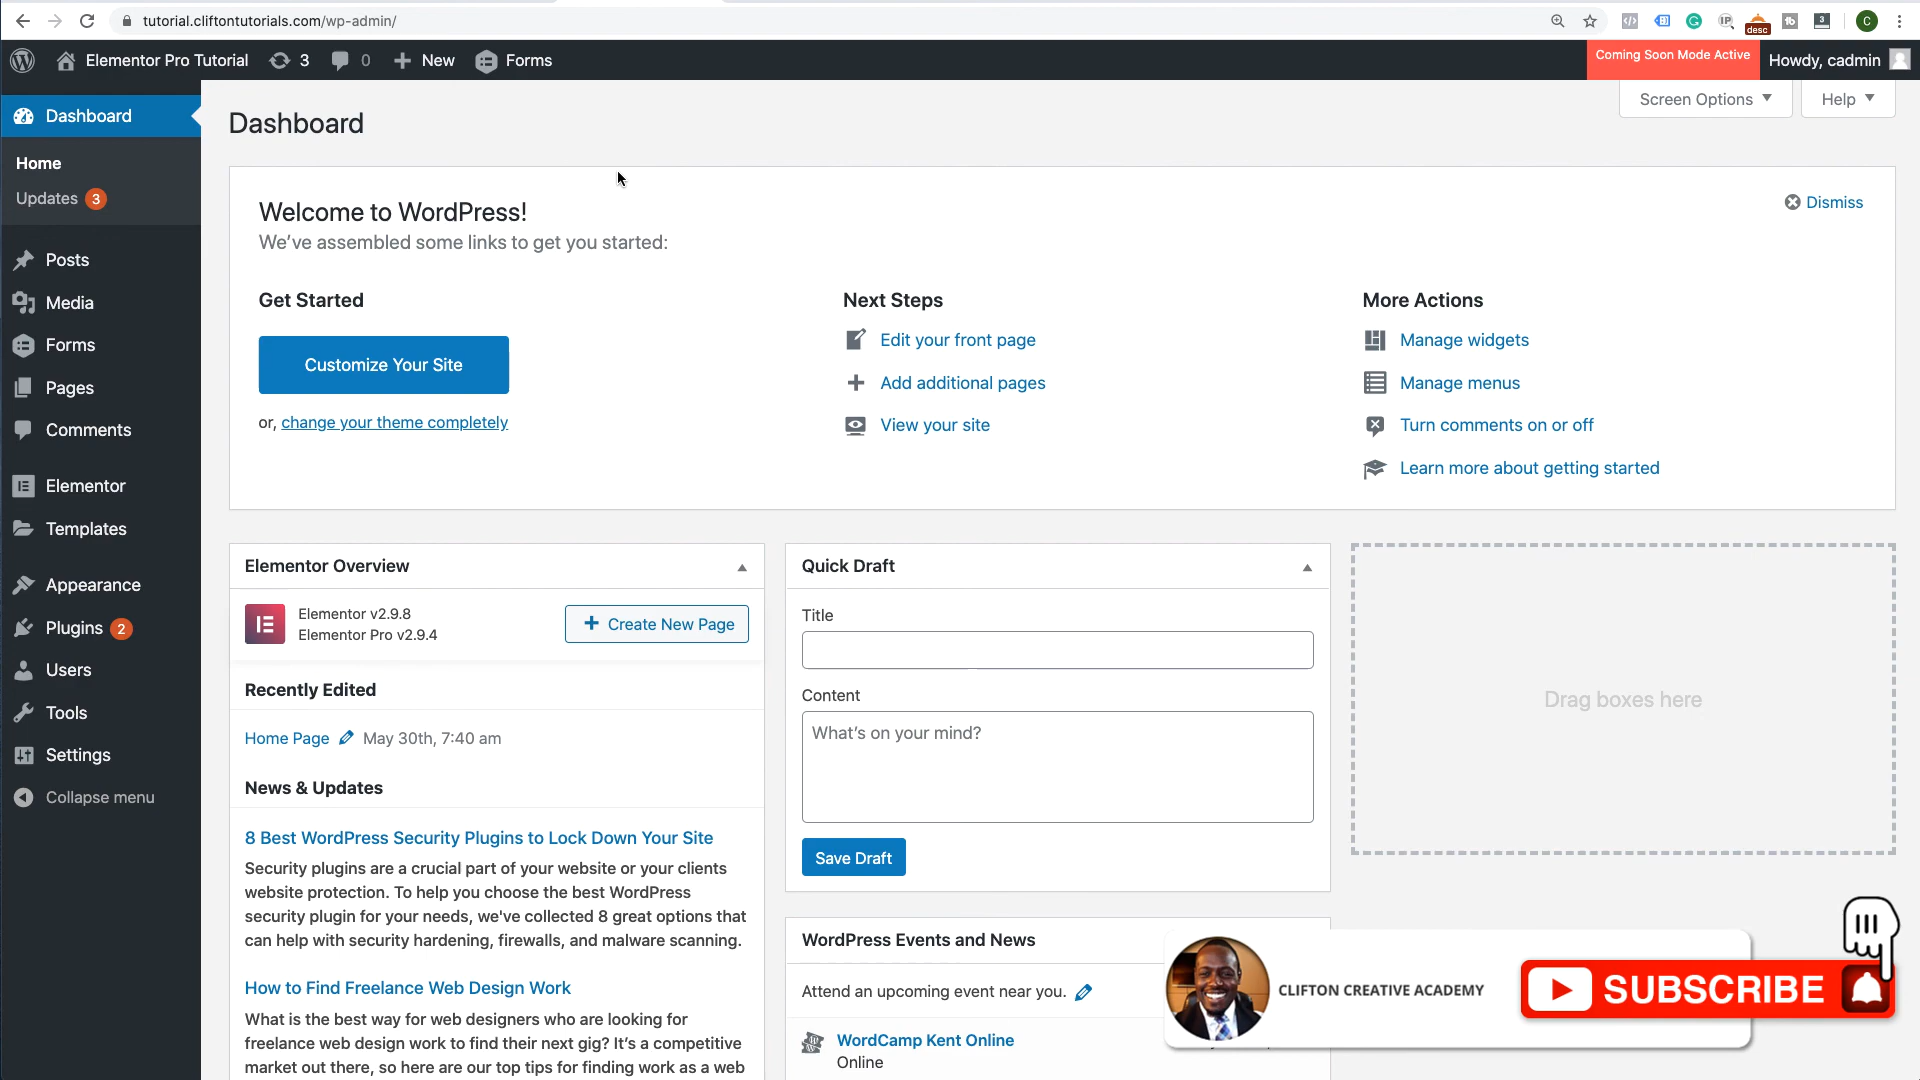 tutorial.cliftontutorials.com/wp-admin/
desc
IP
3
C
Elementor Pro Tutorial
3
0
New
Forms
Coming Soon Mode Active
Howdy, cadmin
Dashboard
Home
Updates 3
Posts
Media
Forms
Pages
Comments
Elementor
Templates
Appearance
Plugins 2
Users
Tools
Settings
Collapse menu
Screen Options
Help
Dashboard
Welcome to WordPress!
We've assembled some links to get you started:
Dismiss
Get Started
Customize Your Site
or, change your theme completely
Next Steps
Edit your front page
Add additional pages
View your site
More Actions
Manage widgets
Manage menus
Turn comments on or off
Learn more about getting started
Elementor Overview
Elementor v2.9.8
Elementor Pro v2.9.4
+ Create New Page
Recently Edited
Home Page May 30th, 7:40 am
News & Updates
8 Best WordPress Security Plugins to Lock Down Your Site
Security plugins are a crucial part of your website or your clients
website protection. To help you choose the best WordPress
security plugin for your needs, we've collected 8 great options that
can help with security hardening, firewalls, and malware scanning.
How to Find Freelance Web Design Work
What is the best way for web designers who are looking for
freelance web design work to find their next gig? It's a competitive
market out there, so here are our top tips for finding work as a web
Quick Draft
Title
Content
What's on your mind?
Save Draft
WordPress Events and News
Attend an upcoming event near you.
WordCamp Kent Online
Online
Drag boxes here
CLIFTON CREATIVE ACADEMY
SUBSCRIBE